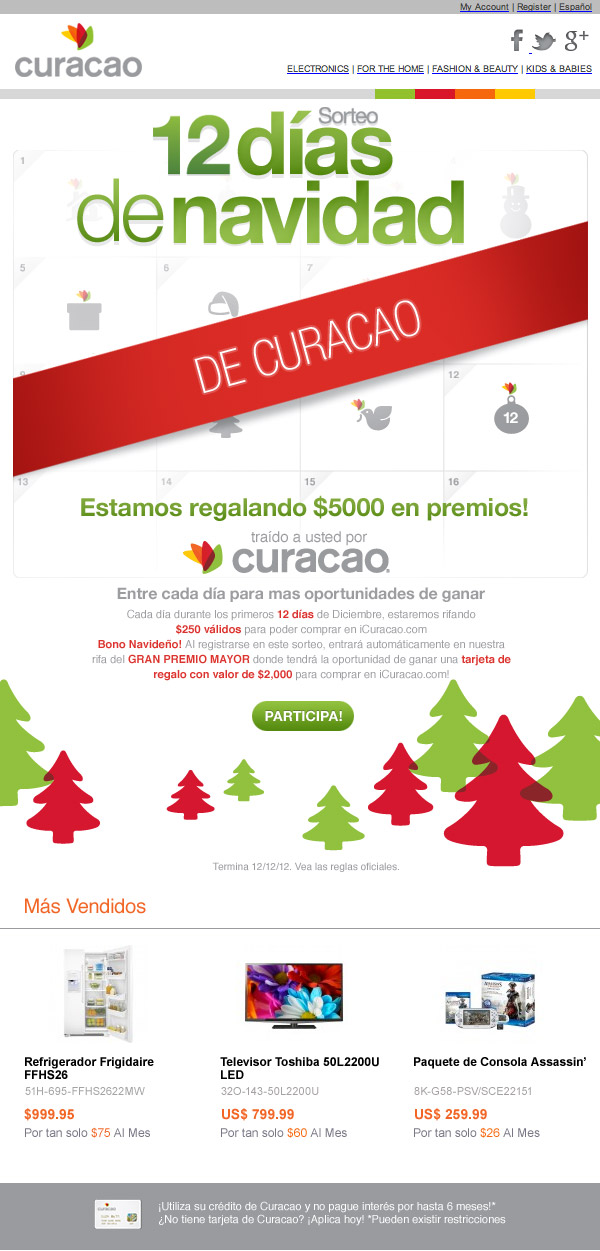 My Account | Register | Español
curacao
ELECTRONICS | FOR THE HOME | FASHION & BEAUTY | KIDS & BABIES
Sorteo
12 días
de navidad
1
5
6
7
DE CURACAO
12
12
13
14
15
16
Estamos regalando $5000 en premios!
traído a usted por
curacao
Entre cada día para mas oportunidades de ganar
Cada día durante los primeros 12 días de Diciembre, estaremos rifando
$250 válidos para poder comprar en iCuracao.com
Bono Navideño! Al registrarse en este sorteo, entrará automáticamente en nuestra
rifa del GRAN PREMIO MAYOR donde tendrá la oportunidad de ganar una tarjeta de
regalo con valor de $2,000 para comprar en iCuracao.com!
PARTICIPA!
Termina 12/12/12. Vea las reglas oficiales.
Más Vendidos
Refrigerador Frigidaire
FFHS26
51H-695-FFHS2622MW
$999.95
Por tan solo $75 Al Mes
Televisor Toshiba 50L2200U
LED
32O-143-50L2200U
US$ 799.99
Por tan solo $60 Al Mes
Paquete de Consola Assassin'
8K-G58-PSV/SCE22151
US$ 259.99
Por tan solo $26 Al Mes
curacao
¡Utiliza su crédito de Curacao y no pague interés por hasta 6 meses!*
¿No tiene tarjeta de Curacao? ¡Aplica hoy! *Pueden existir restricciones